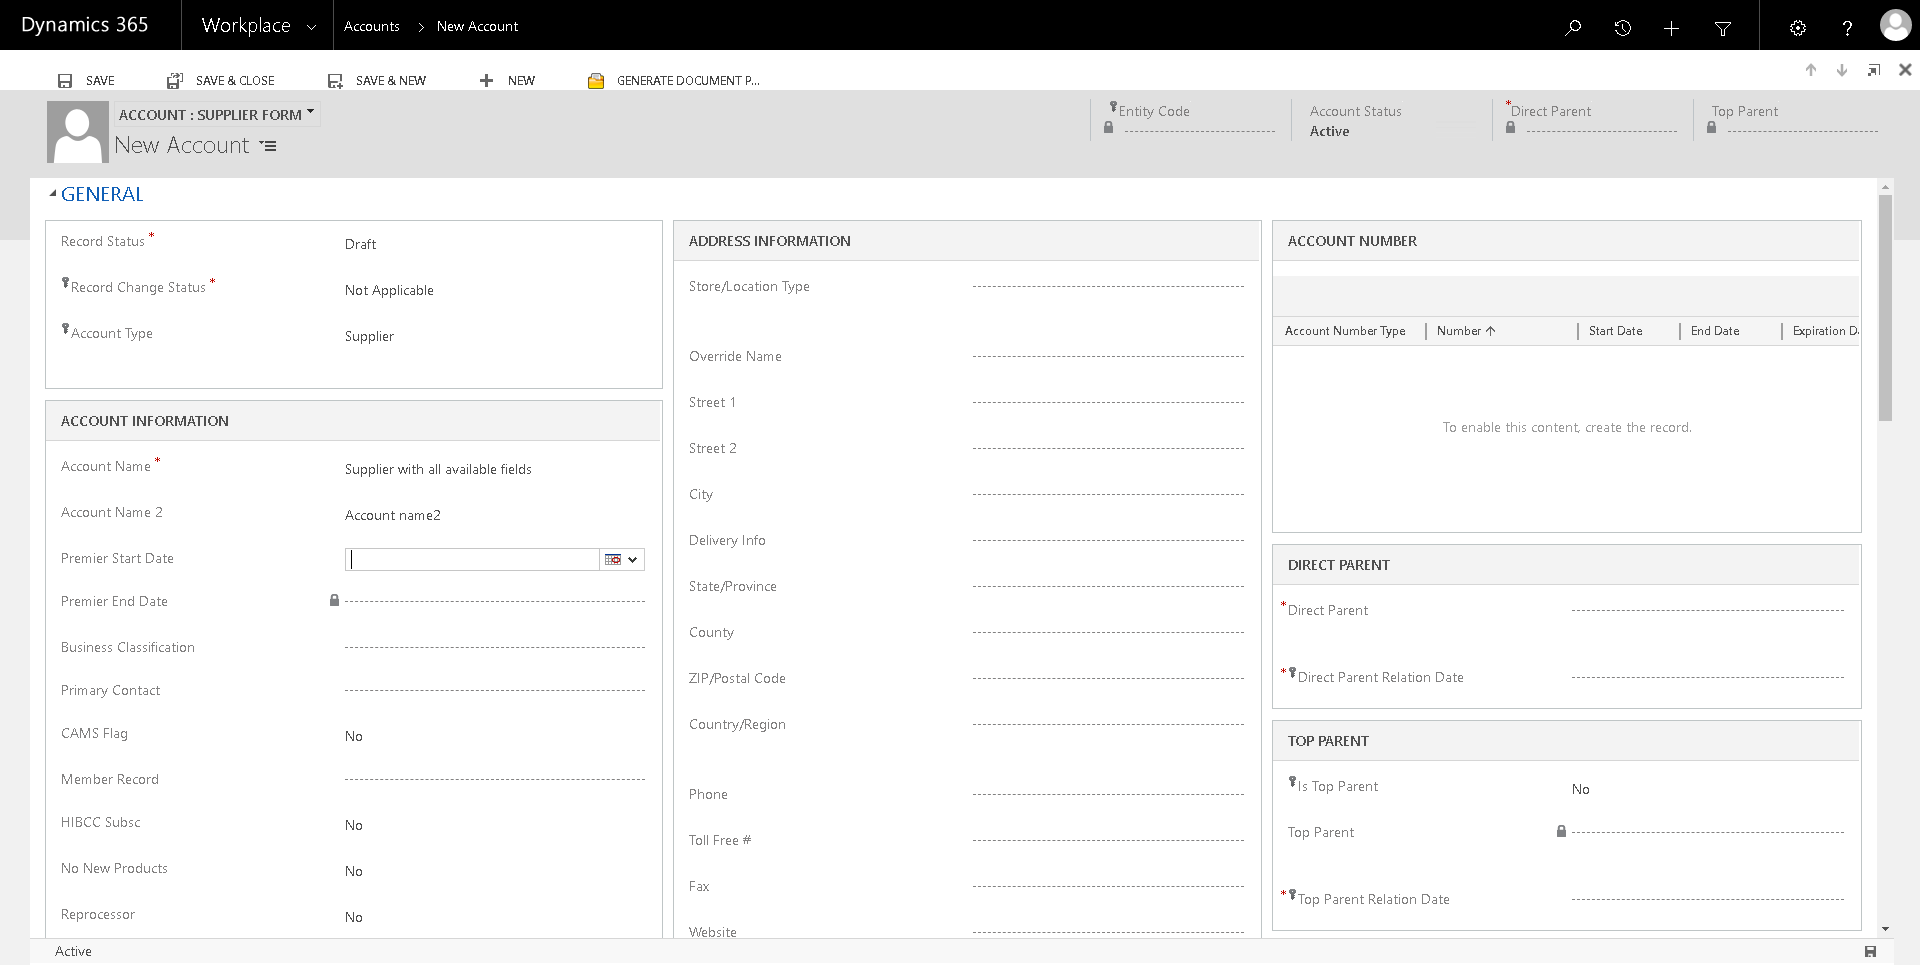 Dynamics 365
Workplace
Accounts
New Account
SAVE
SAVE & CLOSE
SAVE & NEW
NEW
GENERATE DOCUMENT P...
ACCOUNT : SUPPLIER FORM
New Account
Entity Code
Account Status
Active
*Direct Parent
Top Parent
GENERAL
Record Status *
Draft
Record Change Status *
Not Applicable
Account Type
Supplier
ACCOUNT INFORMATION
Account Name *
Supplier with all available fields
Account Name 2
Account name2
Premier Start Date
Premier End Date
Business Classification
Primary Contact
CAMS Flag
No
Member Record
HIBCC Subsc
No
No New Products
No
Reprocessor
No
ADDRESS INFORMATION
Store/Location Type
Override Name
Street 1
Street 2
City
Delivery Info
State/Province
County
ZIP/Postal Code
Country/Region
Phone
Toll Free #
Fax
Website
ACCOUNT NUMBER
Account Number Type
Number
Start Date
End Date
Expiration D
To enable this content, create the record.
DIRECT PARENT
*Direct Parent
*Direct Parent Relation Date
TOP PARENT
Is Top Parent
No
Top Parent
*Top Parent Relation Date
Active